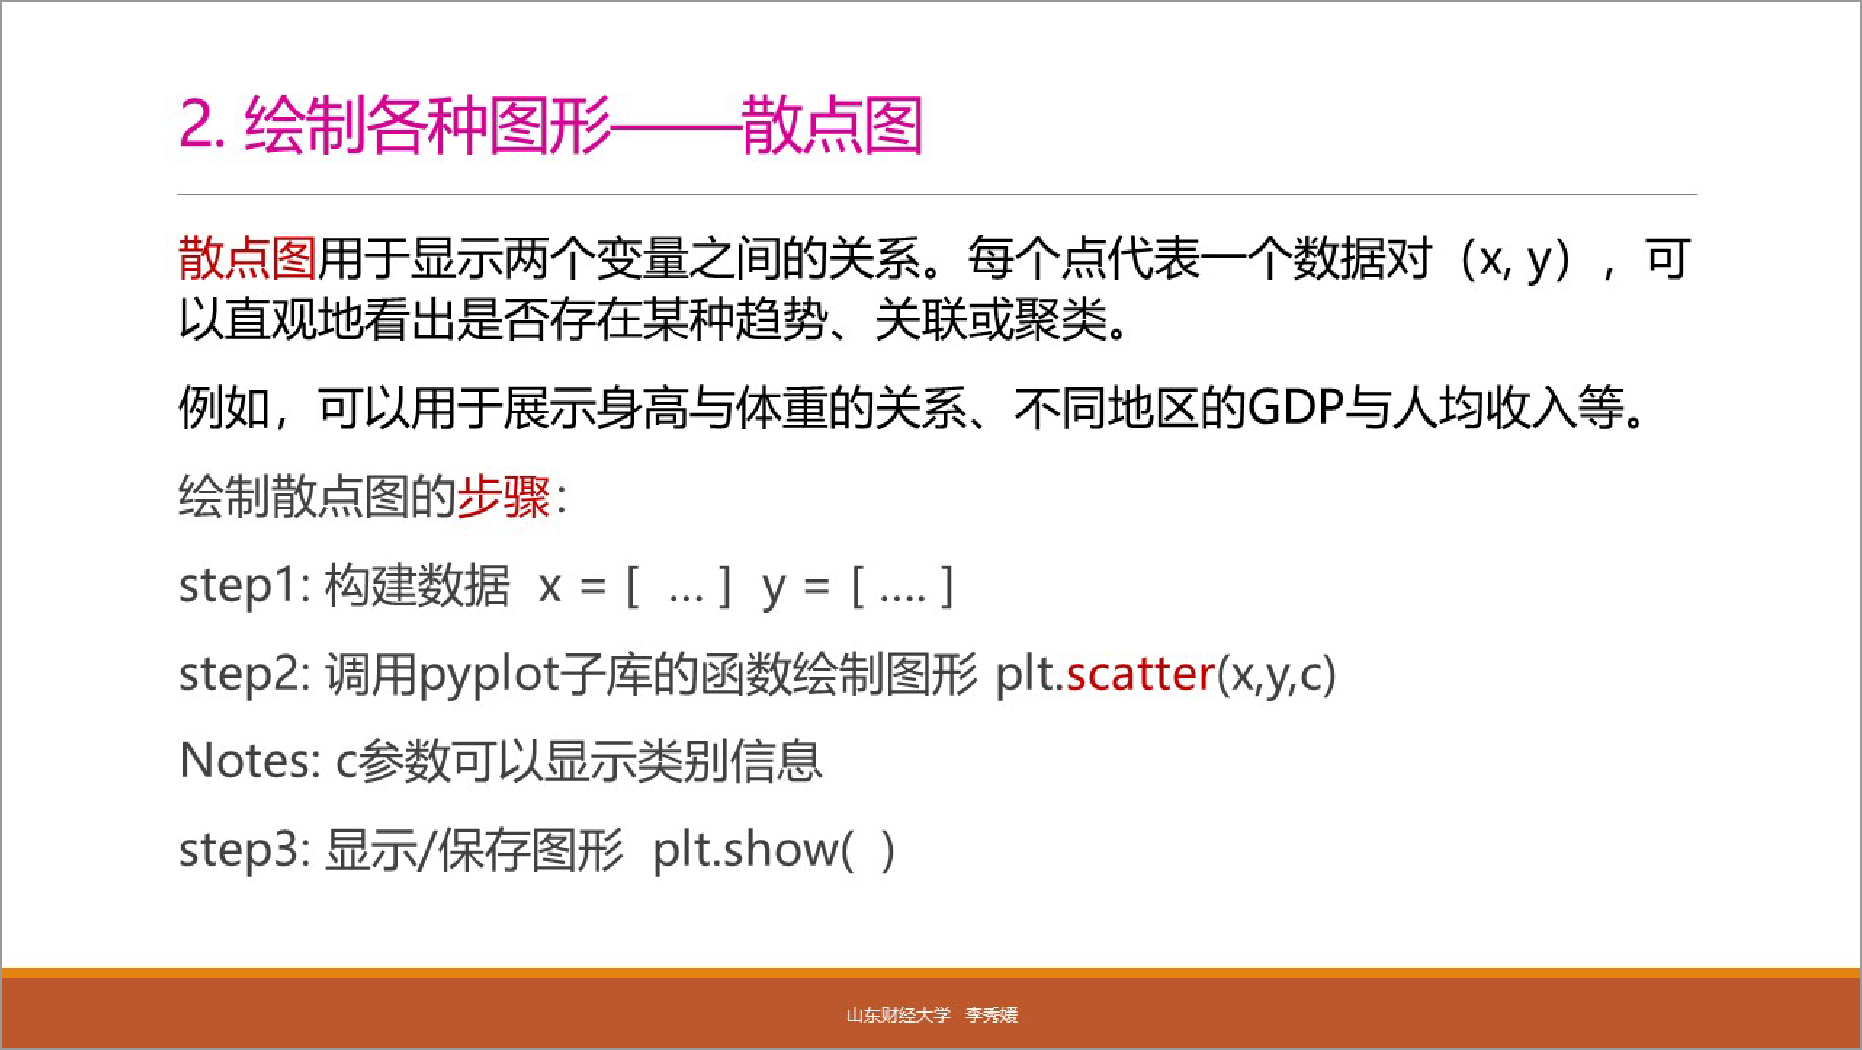 2. 绘制各种图形——散点图
散点图用于显示两个变量之间的关系。每个点代表一个数据对（x, y），可
以直观地看出是否存在某种趋势、关联或聚类。
例如，可以用于展示身高与体重的关系、不同地区的GDP与人均收入等。
绘制散点图的步骤：
step1: 构建数据 x = [ ... ] y = [ .... ]
step2: 调用pyplot子库的函数绘制图形 plt.scatter(x,y,c)
Notes: c参数可以显示类别信息
step3: 显示/保存图形 plt.show( )
山东财经大学 李秀媛